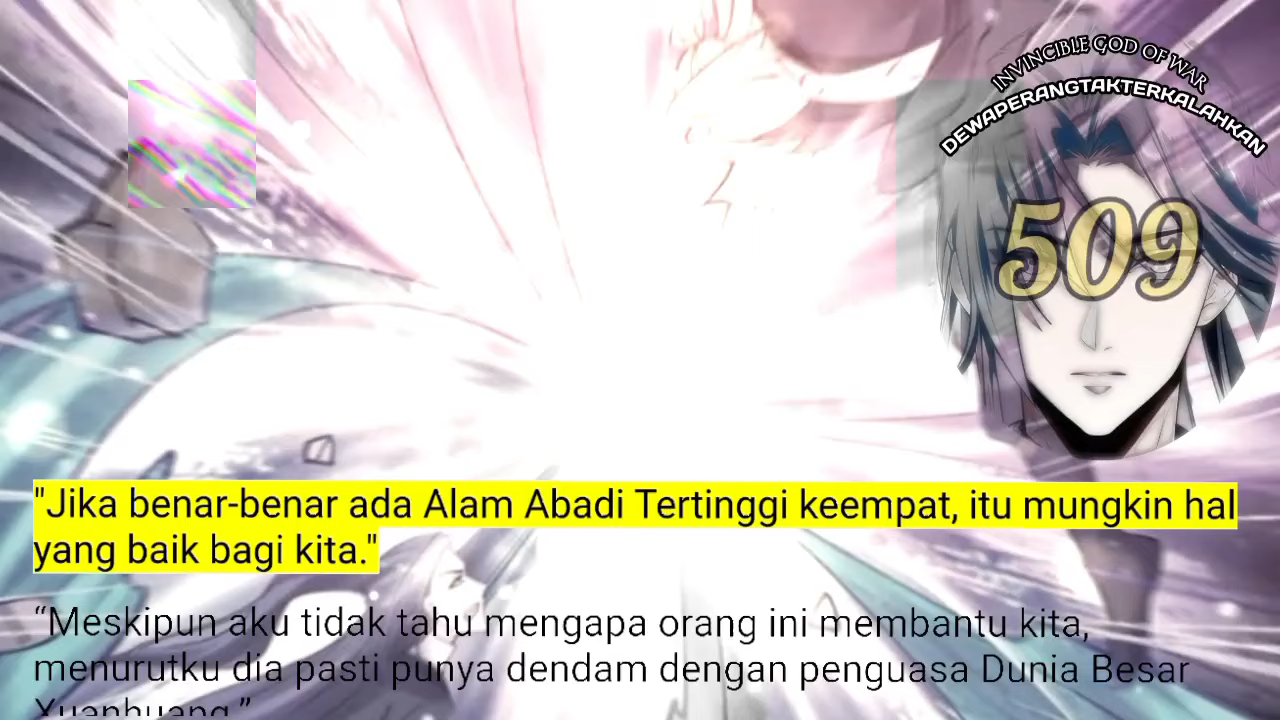 INVINCIBLE GOD OF WAR
DEWAPERANGTAKTERKALAHKAN
509
"Jika benar-benar ada Alam Abadi Tertinggi keempat, itu mungkin hal
yang baik bagi kita."
“Meskipun aku tidak tahu mengapa orang ini membantu kita,
menurutku dia pasti punya dendam dengan penguasa Dunia Besar
Xuanhuang.”